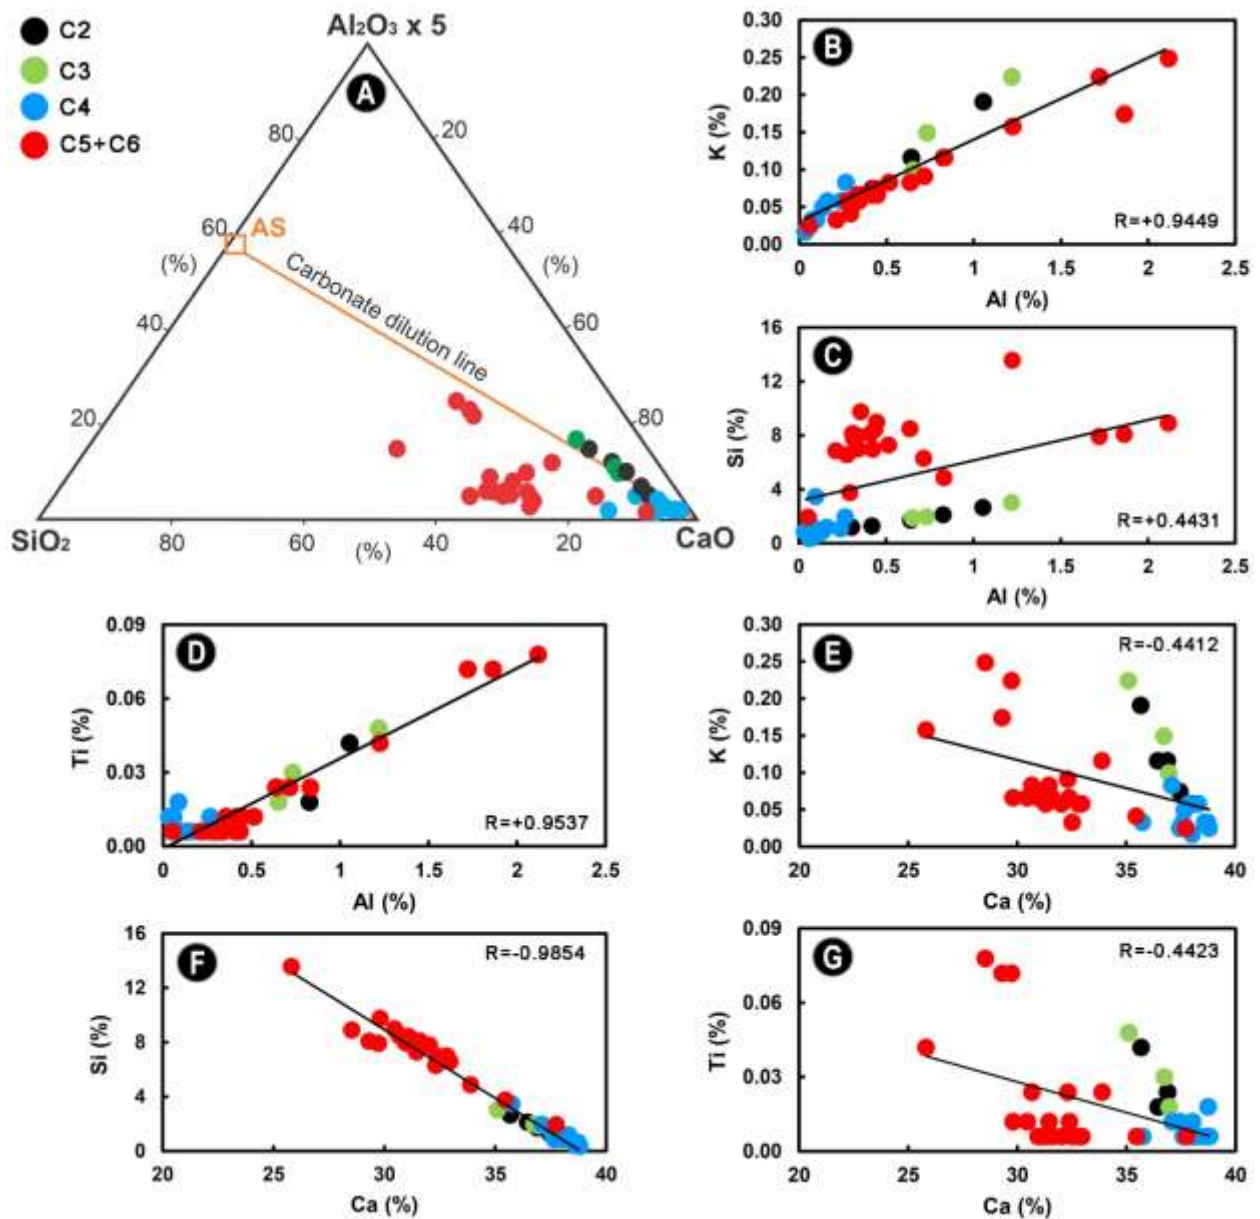 C2
C3
C4
C5+C6
Al₂O₃ x 5
A
80
20
60
AS
40
(%)
(%)
Carbonate dilution line
40
60
20
80
SiO₂
80
60
(%)
40
20
CaO
B
0.30
0.25
0.20
0.15
0.10
0.05
0.00
K (%)
R=+0.9449
0
0.5
1
1.5
2
2.5
Al (%)
C
16
12
8
4
0
Si (%)
R=+0.4431
0
0.5
1
1.5
2
2.5
Al (%)
D
0.09
0.06
0.03
0.00
Ti (%)
R=+0.9537
0
0.5
1
1.5
2
2.5
Al (%)
E
0.30
0.25
0.20
0.15
0.10
0.05
0.00
K (%)
R=-0.4412
20
25
30
35
40
Ca (%)
F
16
12
8
4
0
Si (%)
R=-0.9854
20
25
30
35
40
Ca (%)
G
0.09
0.06
0.03
0.00
Ti (%)
R=-0.4423
20
25
30
35
40
Ca (%)